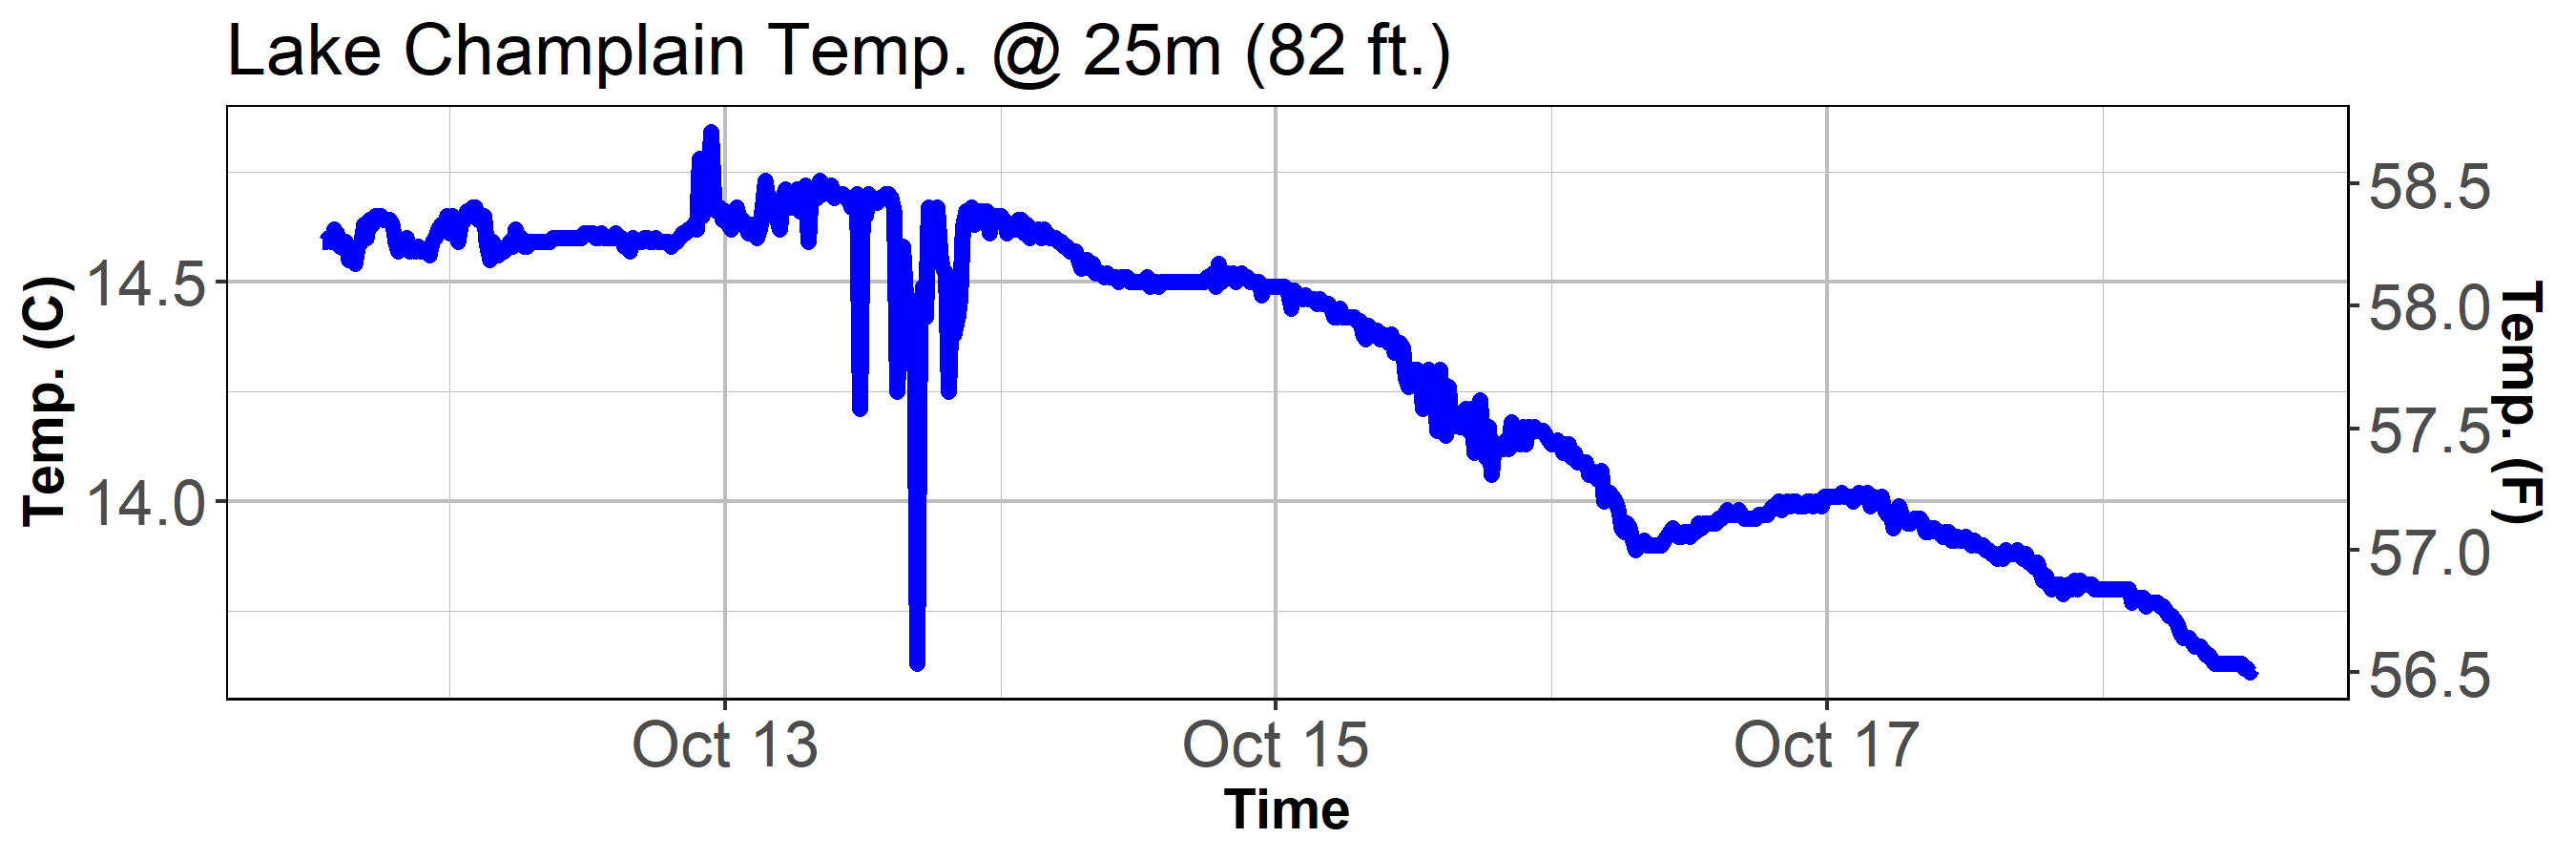 Lake Champlain Temp. @ 25m (82 ft.)
Temp. (C)
14.5
14.0
58.5
58.0
57.5
57.0
56.5
Temp. (F)
Oct 13
Oct 15
Oct 17
Time